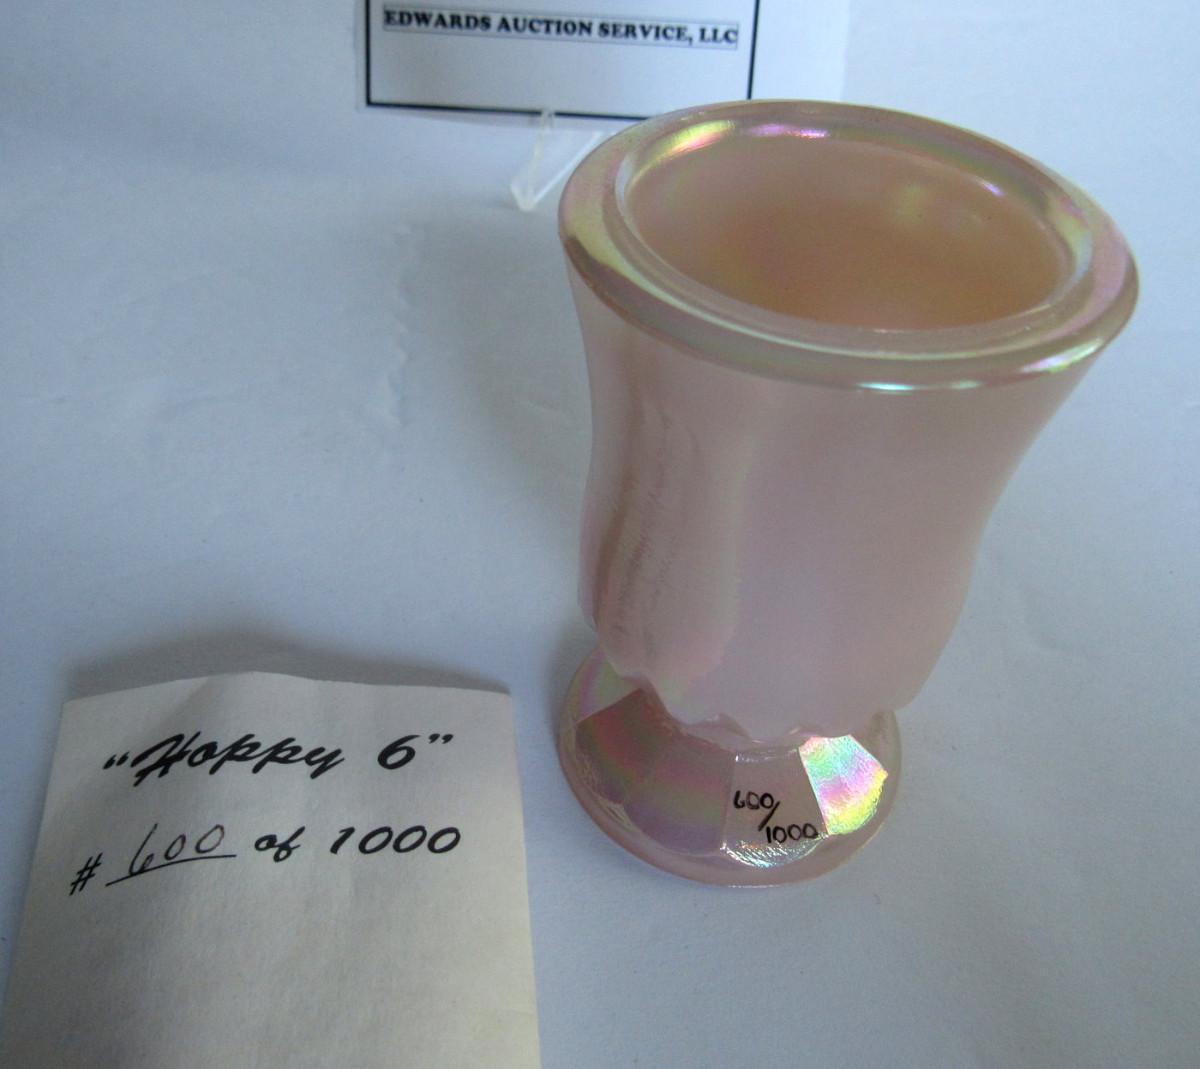 EDWARDS AUCTION SERVICE, LLC
"Hoppy 6"
# 600 of 1000
600/
1000